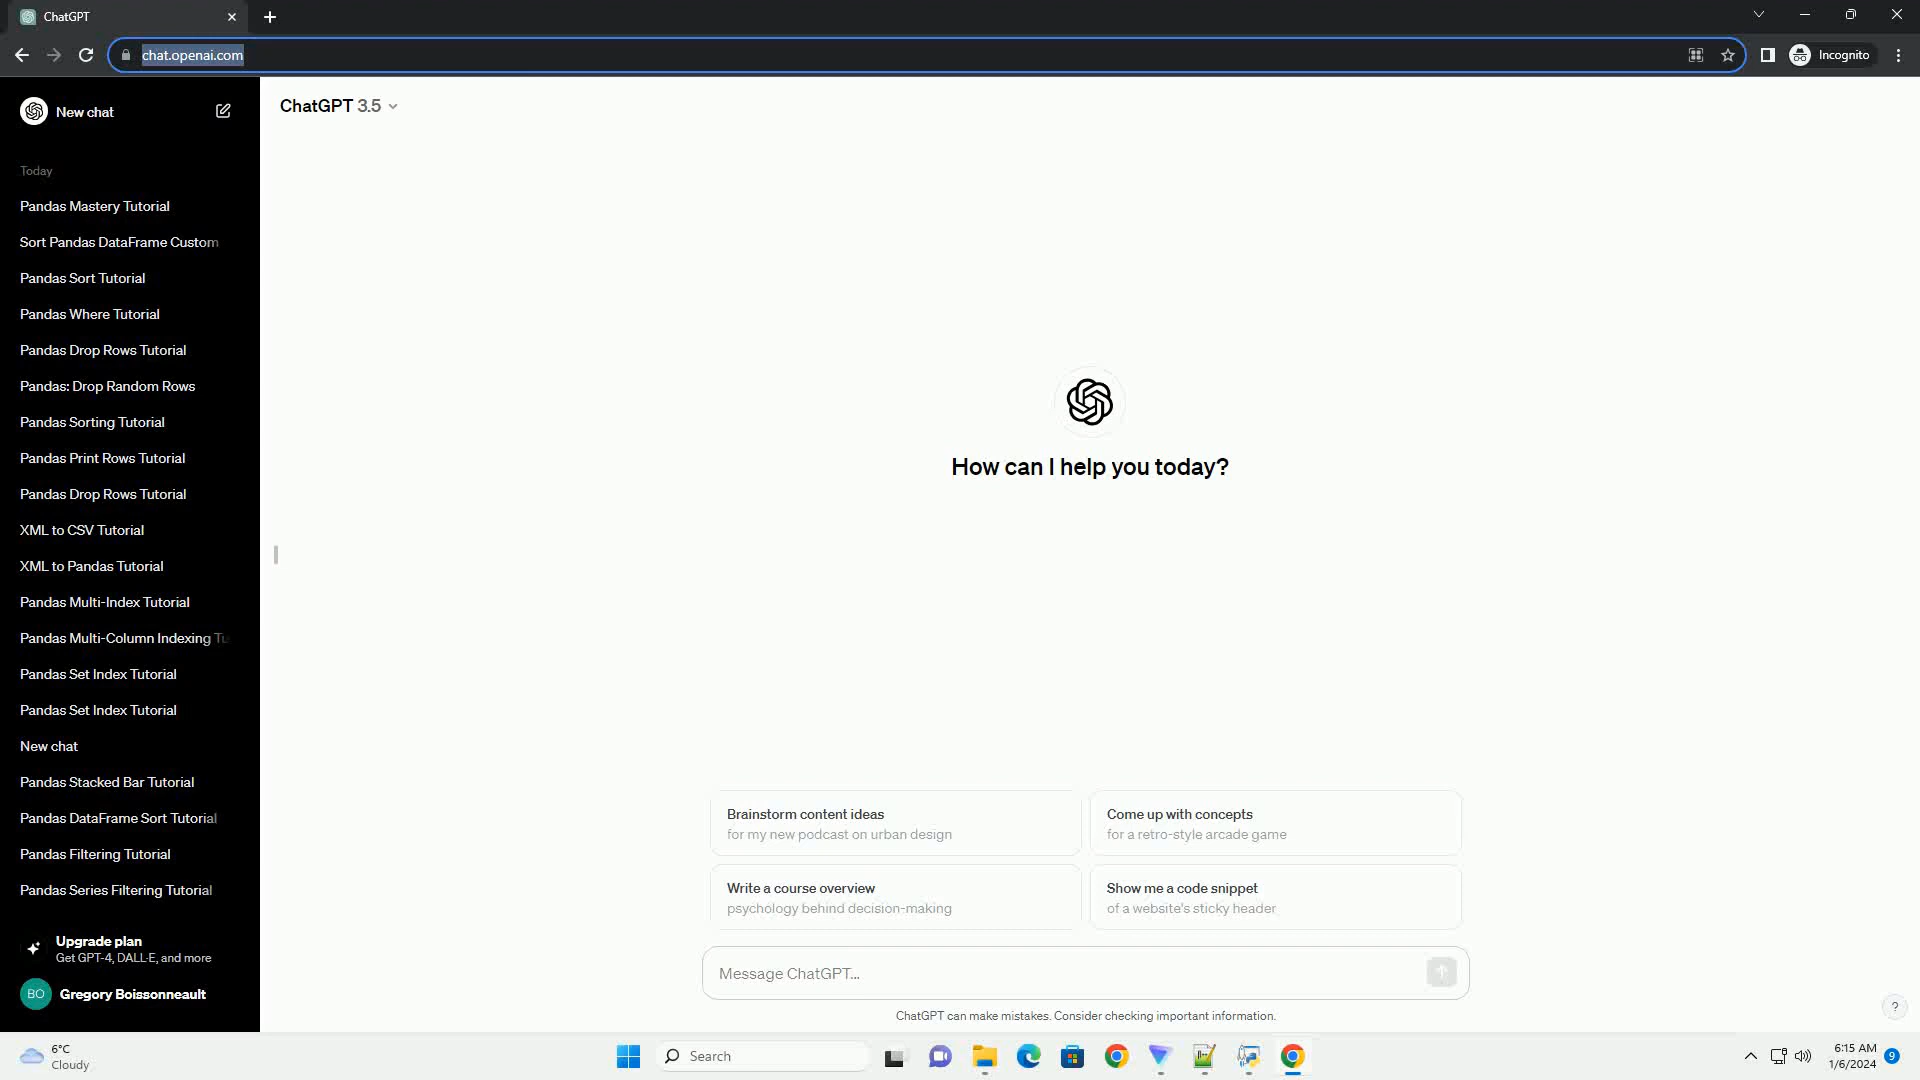 ChatGPT
chat.openai.com
Incognito
New chat
ChatGPT 3.5
Today
Pandas Mastery Tutorial
Sort Pandas DataFrame Custom
Pandas Sort Tutorial
Pandas Where Tutorial
Pandas Drop Rows Tutorial
Pandas: Drop Random Rows
Pandas Sorting Tutorial
Pandas Print Rows Tutorial
Pandas Drop Rows Tutorial
XML to CSV Tutorial
XML to Pandas Tutorial
Pandas Multi-Index Tutorial
Pandas Multi-Column Indexing Tu
Pandas Set Index Tutorial
Pandas Set Index Tutorial
New chat
Pandas Stacked Bar Tutorial
Pandas DataFrame Sort Tutorial
Pandas Filtering Tutorial
Pandas Series Filtering Tutorial
Upgrade plan
Get GPT-4, DALL·E, and more
BO Gregory Boissonneault
How can I help you today?
Brainstorm content ideas
for my new podcast on urban design
Come up with concepts
for a retro-style arcade game
Write a course overview
psychology behind decision-making
Show me a code snippet
of a website's sticky header
Message ChatGPT...
ChatGPT can make mistakes. Consider checking important information.
?
6°C
Cloudy
Search
6:15 AM
1/6/2024
9